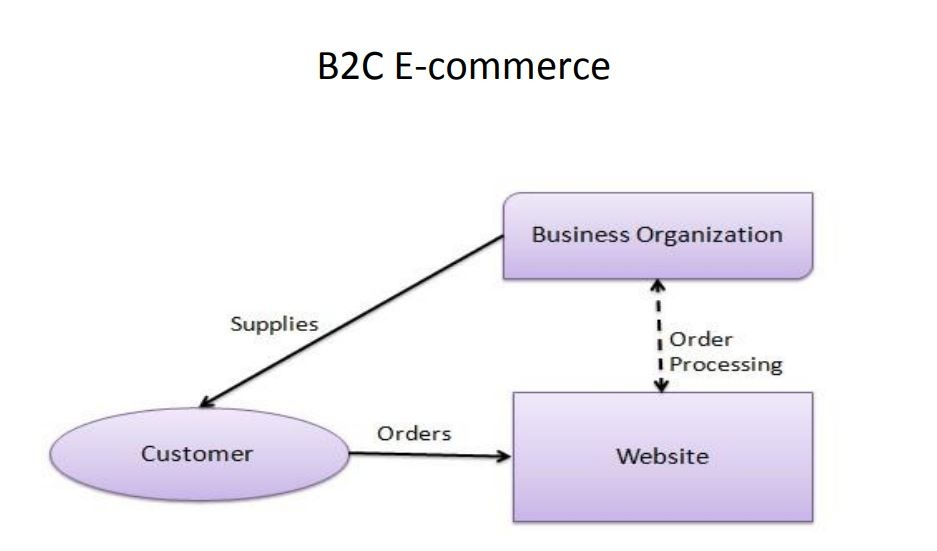 B2C E-commerce
Business Organization
Supplies
Order
Processing
Orders
Customer
Website